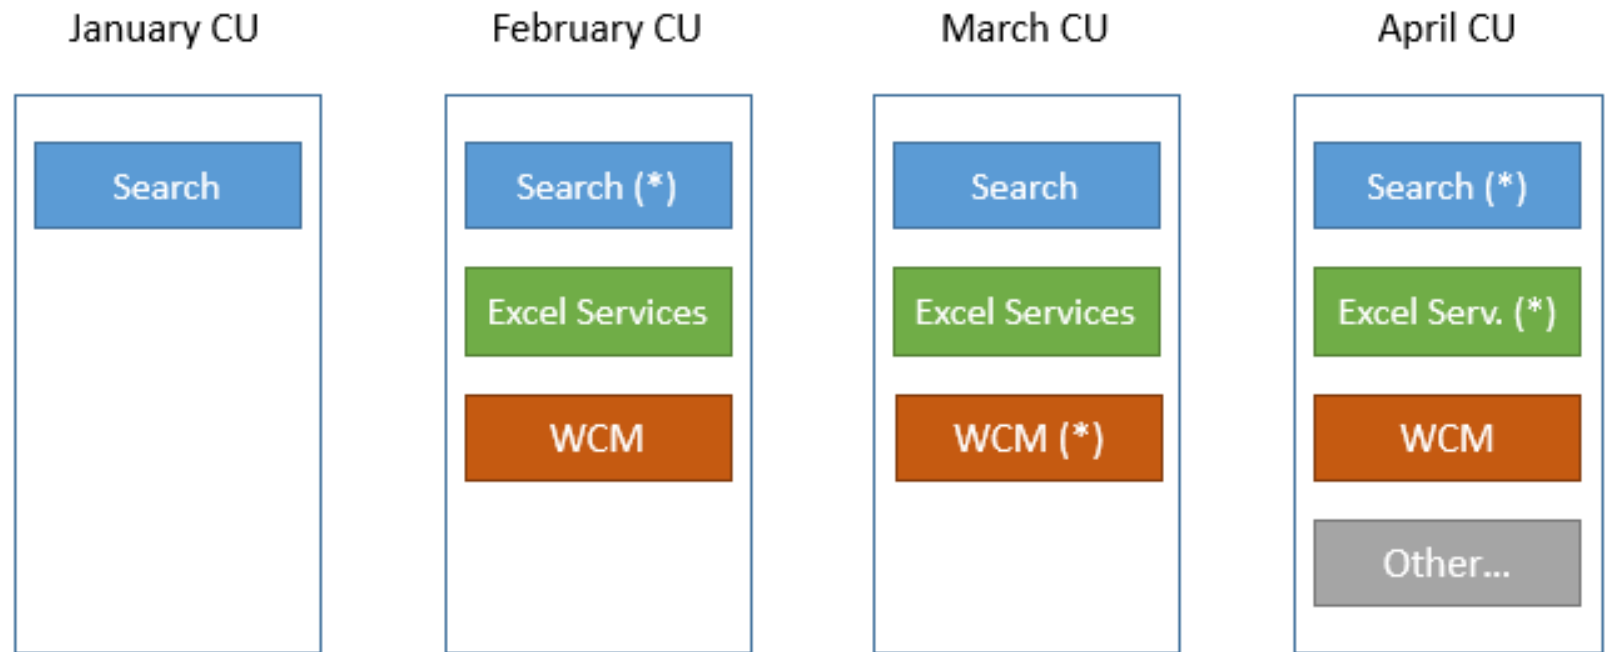 January CU
February CU
March CU
April CU
Search
Search (*)
Search
Search (*)
Excel Services
Excel Services
Excel Serv. (*)
WCM
WCM (*)
WCM
Other...